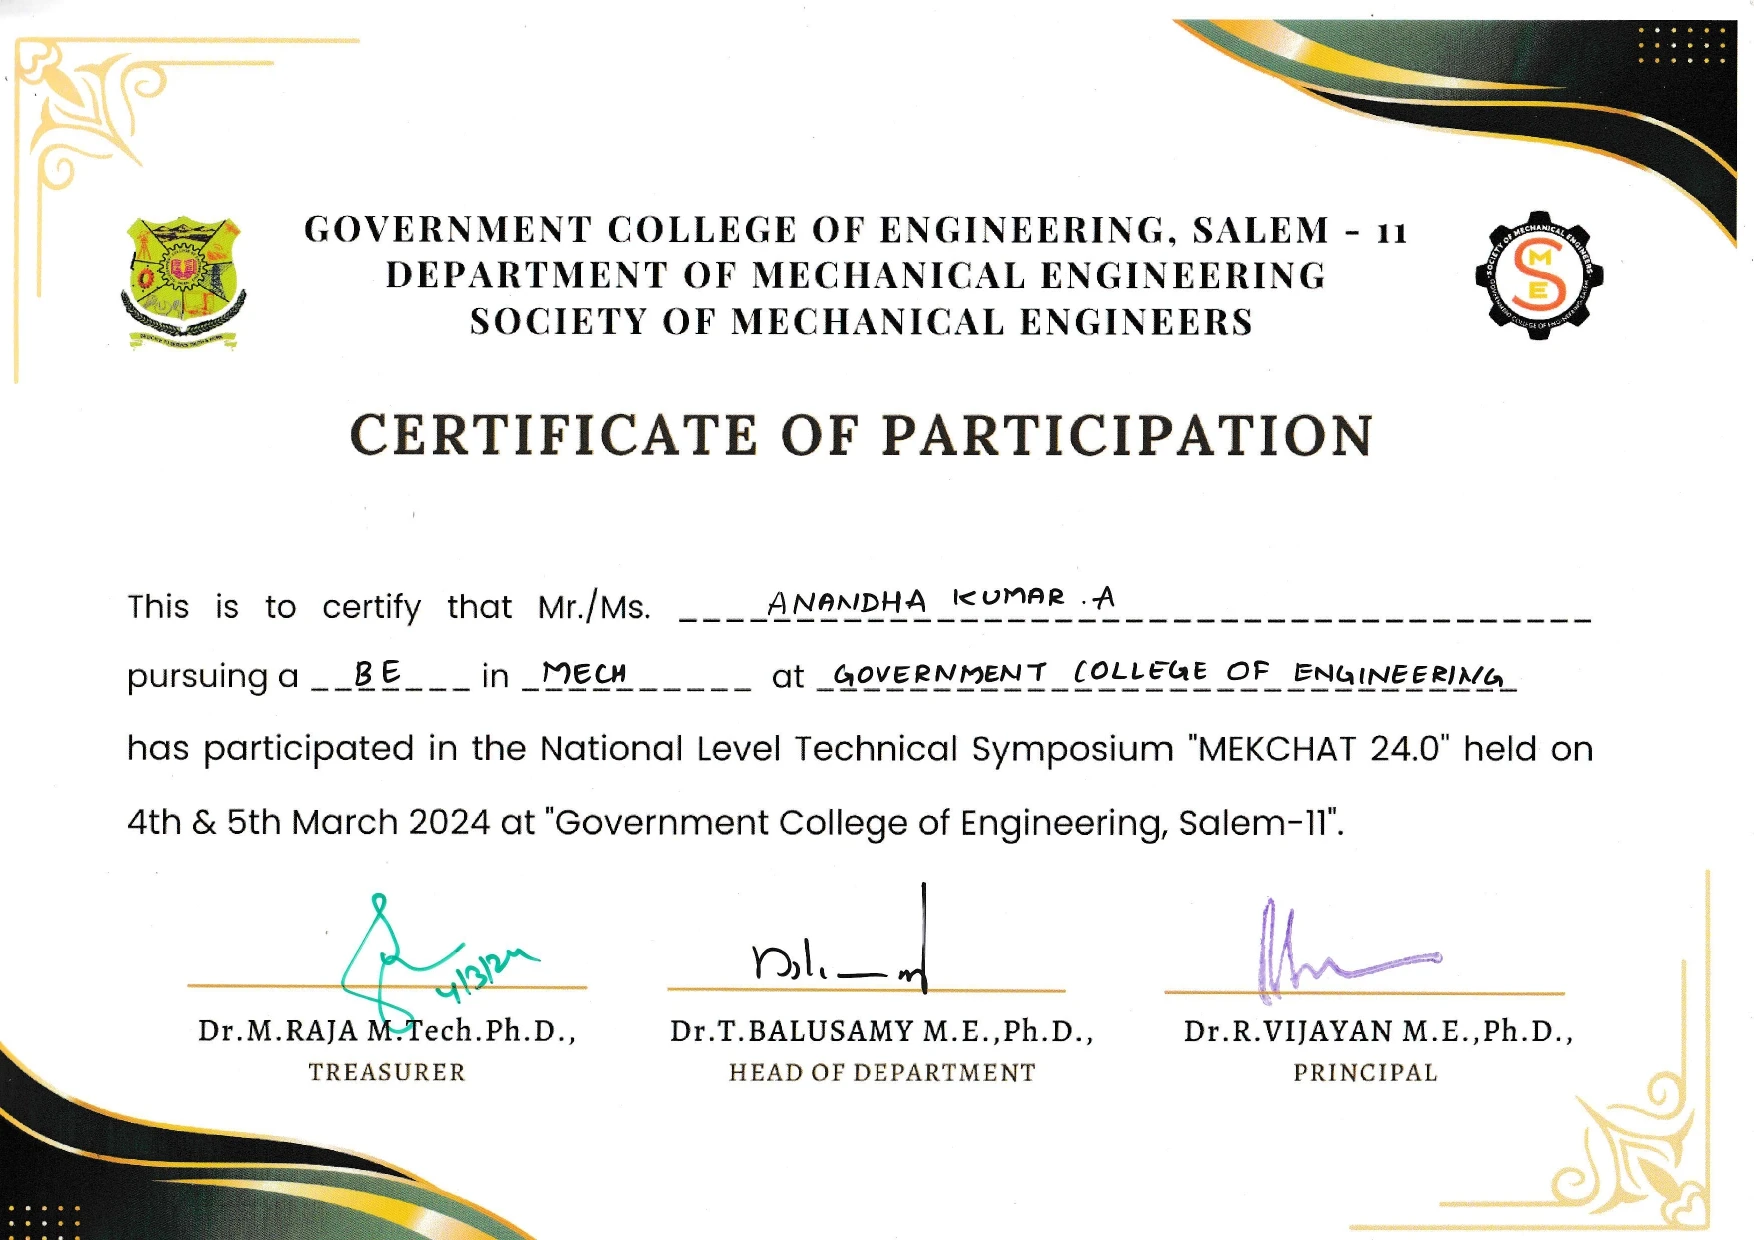 GOVERNMENT COLLEGE OF ENGINEERING, SALEM - 11
DEPARTMENT OF MECHANICAL ENGINEERING
SOCIETY OF MECHANICAL ENGINEERS
SOCIETY OF MECHANICAL ENGINEERS
S
M
E
CERTIFICATE OF PARTICIPATION
This is to certify that Mr./Ms. ANANDHA KUMAR .A
pursuing a BE in MECH at GOVERNMENT COLLEGE OF ENGINEERING
has participated in the National Level Technical Symposium "MEKCHAT 24.0" held on
4th & 5th March 2024 at "Government College of Engineering, Salem-11".
4/3/24
Dr.M.RAJA M.Tech.Ph.D., Dr.T.BALUSAMY M.E.,Ph.D., Dr.R.VIJAYAN M.E.,Ph.D.,
TREASURER HEAD OF DEPARTMENT PRINCIPAL